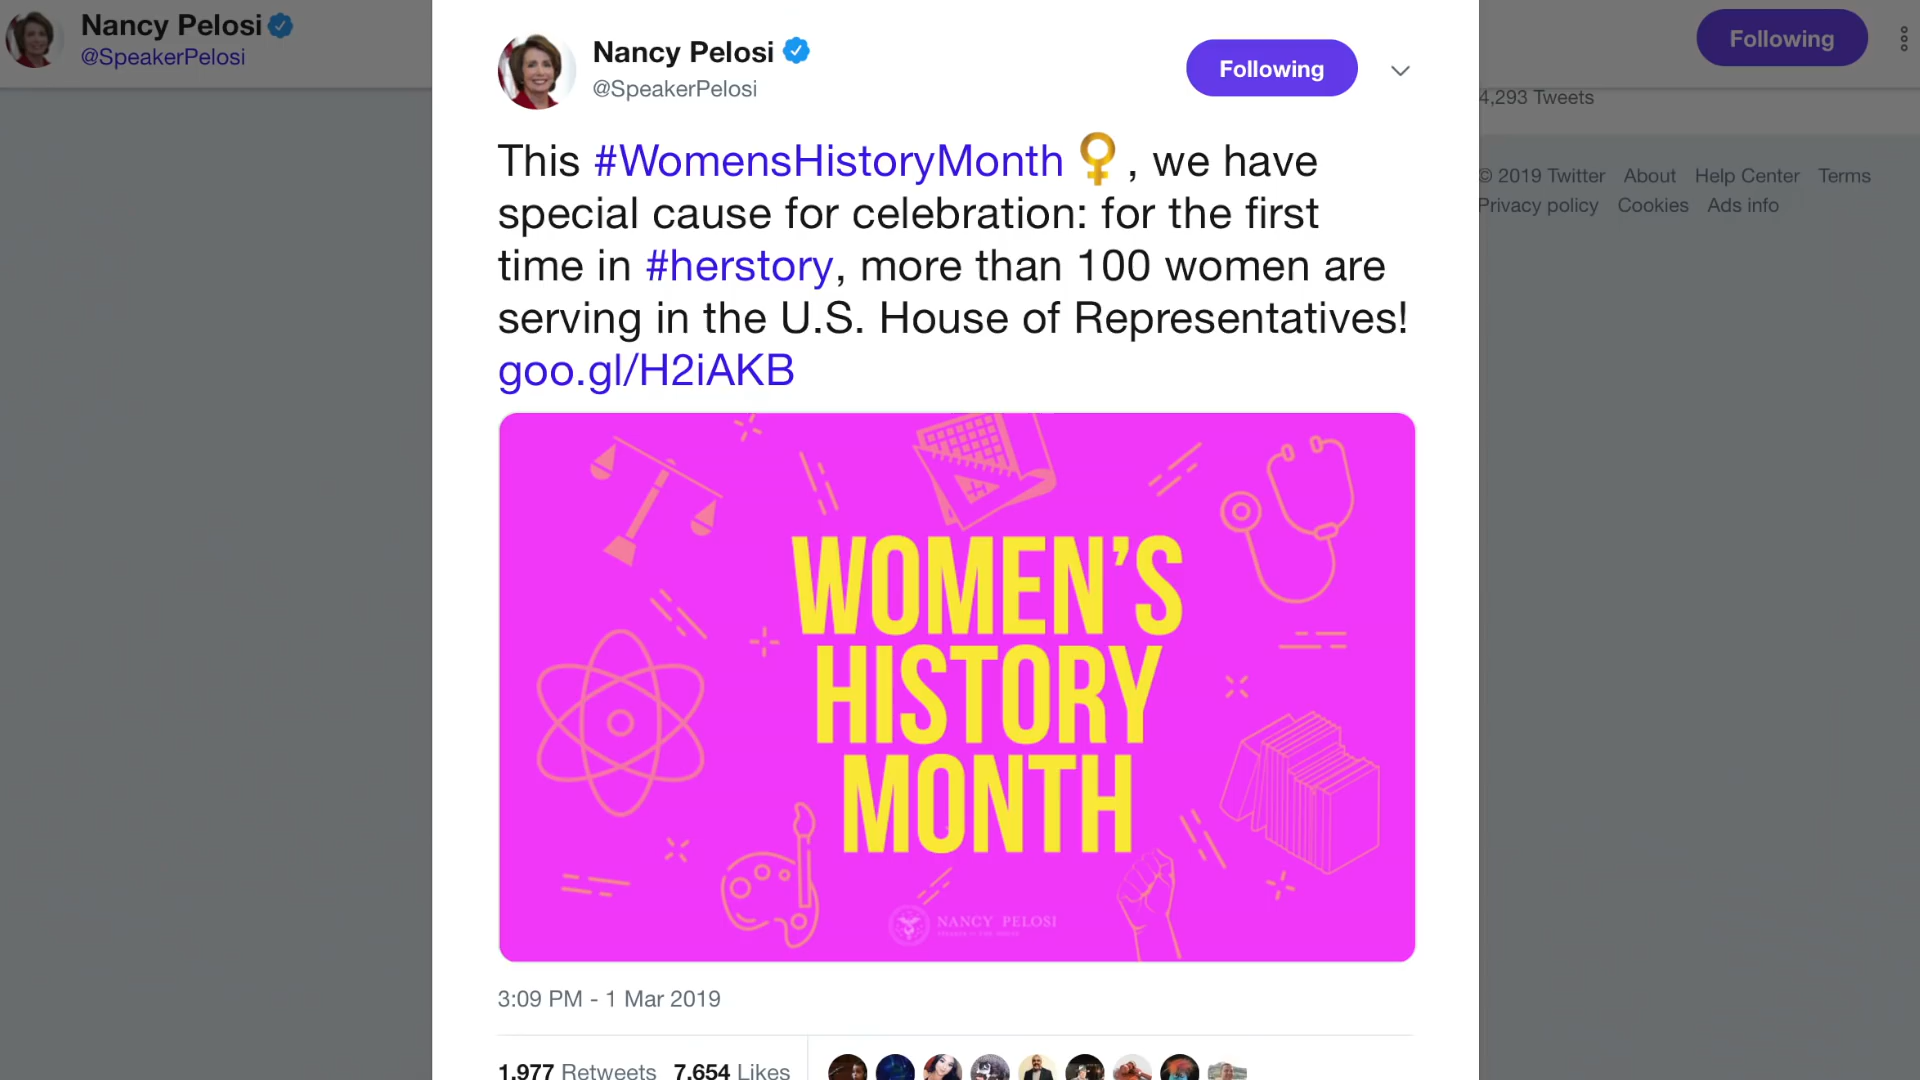 Nancy Pelosi
@SpeakerPelosi
Following
4,293 Tweets
© 2019 Twitter About Help Center Terms
Privacy policy Cookies Ads info
Nancy Pelosi
@SpeakerPelosi
Following
This #WomensHistoryMonth , we have
special cause for celebration: for the first
time in #herstory, more than 100 women are
serving in the U.S. House of Representatives!
goo.gl/H2iAKB
WOMEN'S
HISTORY
MONTH
NANCY PELOSI
3:09 PM - 1 Mar 2019
1,977 Retweets 7,654 Likes